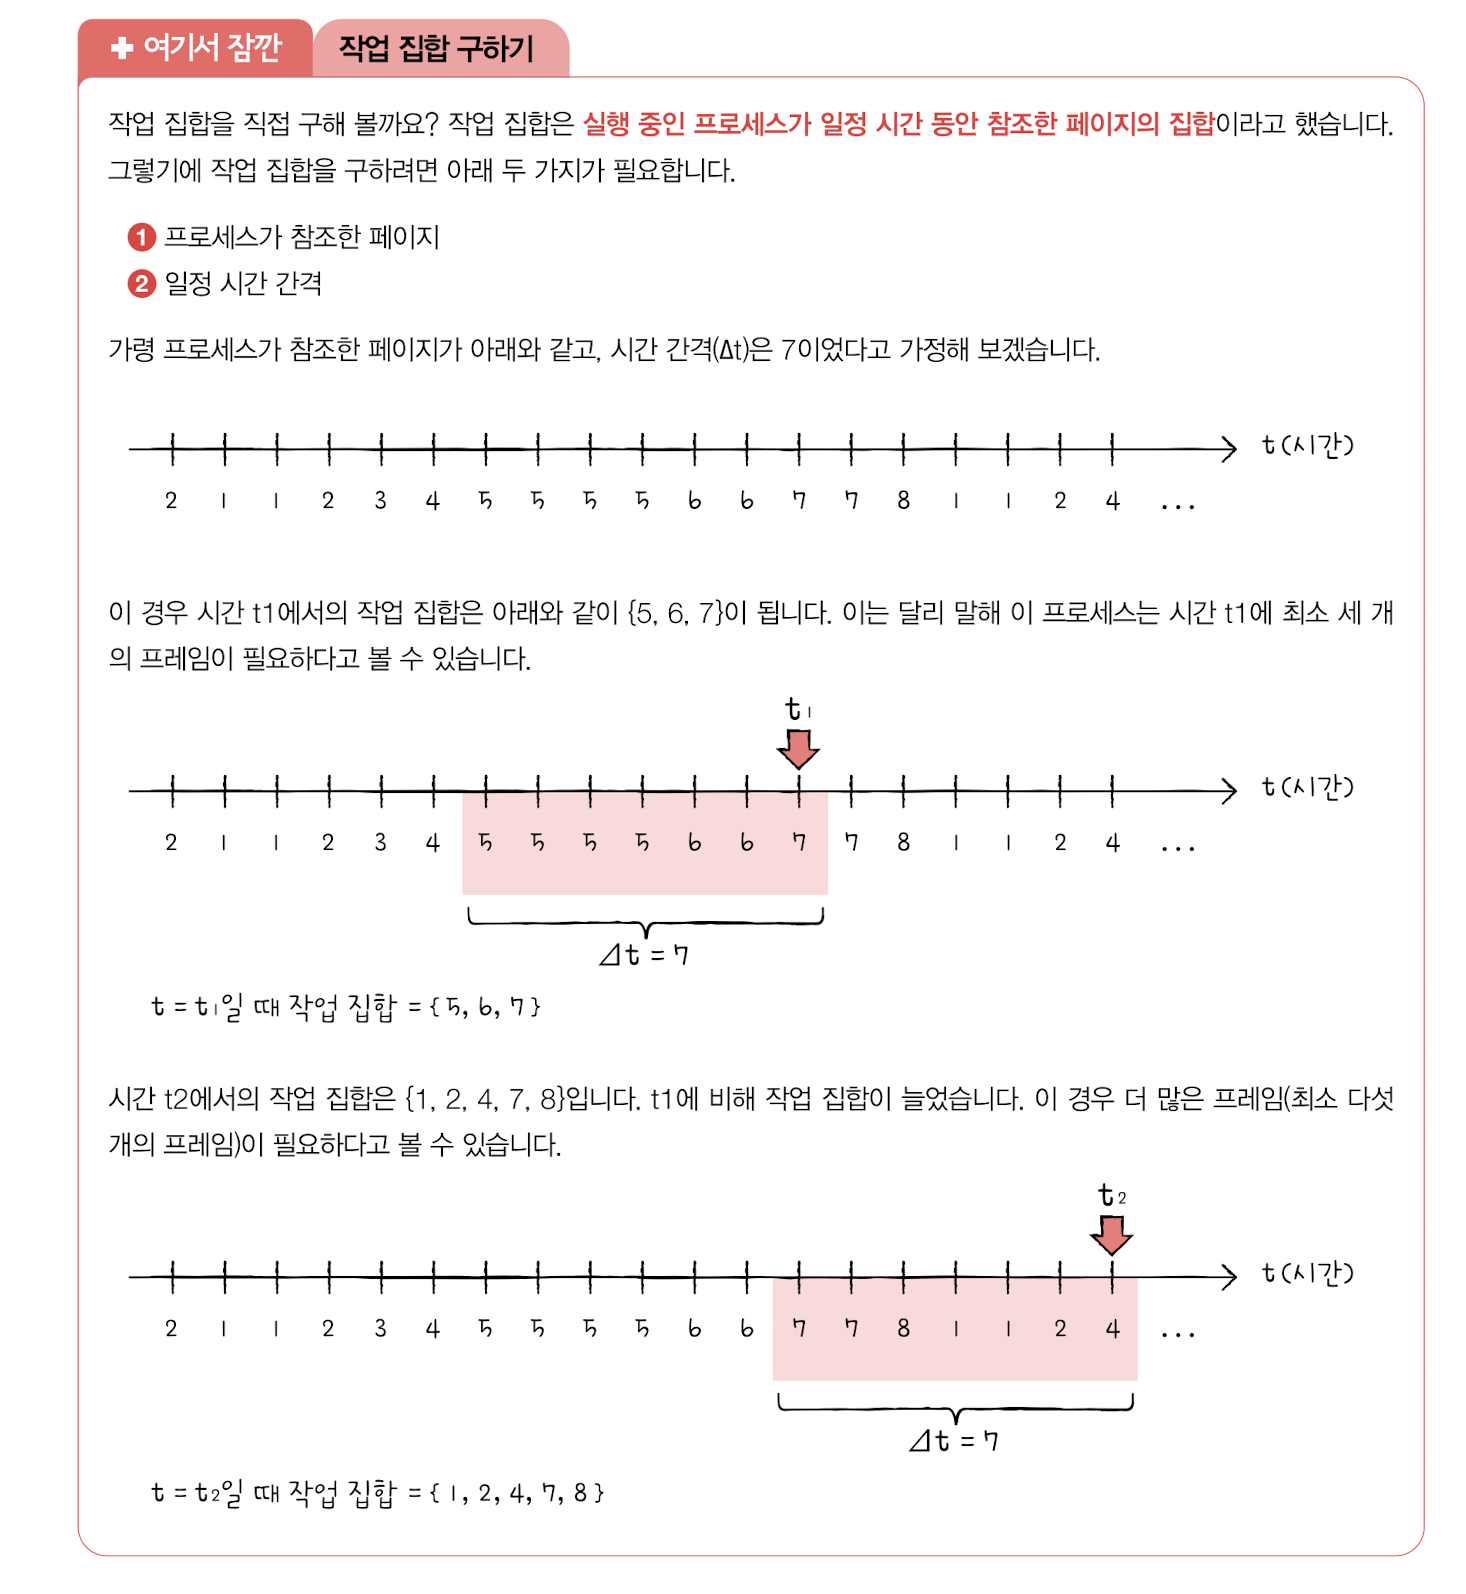 ✚ 여기서 잠깐 작업 집합 구하기
작업 집합을 직접 구해 볼까요? 작업 집합은 실행 중인 프로세스가 일정 시간 동안 참조한 페이지의 집합이라고 했습니다.
그렇기에 작업 집합을 구하려면 아래 두 가지가 필요합니다.
1 프로세스가 참조한 페이지
2 일정 시간 간격
가령 프로세스가 참조한 페이지가 아래와 같고, 시간 간격(Δt)은 7이었다고 가정해 보겠습니다.
t(시간)
2 1 1 2 3 4 5 5 5 5 6 6 7 7 8 1 1 2 4 ...
이 경우 시간 t1에서의 작업 집합은 아래와 같이 {5, 6, 7}이 됩니다. 이는 달리 말해 이 프로세스는 시간 t1에 최소 세 개
의 프레임이 필요하다고 볼 수 있습니다.
t₁
t(시간)
2 1 1 2 3 4 5 5 5 5 6 6 7 7 8 1 1 2 4 ...
⊿t = 7
t = t₁일 때 작업 집합 = { 5, 6, 7 }
시간 t2에서의 작업 집합은 {1, 2, 4, 7, 8}입니다. t1에 비해 작업 집합이 늘었습니다. 이 경우 더 많은 프레임(최소 다섯
개의 프레임)이 필요하다고 볼 수 있습니다.
t₂
t(시간)
2 1 1 2 3 4 5 5 5 5 6 6 7 7 8 1 1 2 4 ...
⊿t = 7
t = t₂일 때 작업 집합 = { 1, 2, 4, 7, 8 }